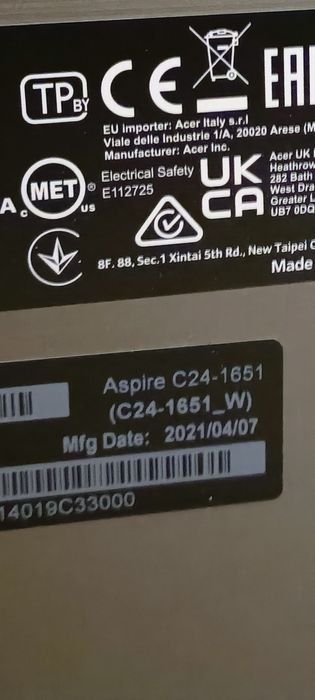 TP BY
CE
EAC
EU importer: Acer Italy s.r.l
Viale delle Industrie 1/A, 20020 Arese (M
Manufacturer: Acer Inc.
c MET us ®
A
Electrical Safety
E112725
UK
CA
Acer UK
Heathrow
282 Bath
West Dra
Greater L
UB7 0DQ
8F, 88, Sec.1 Xintai 5th Rd., New Taipei C
Made
Aspire C24-1651
(C24-1651_W)
Mfg Date: 2021/04/07
14019C33000